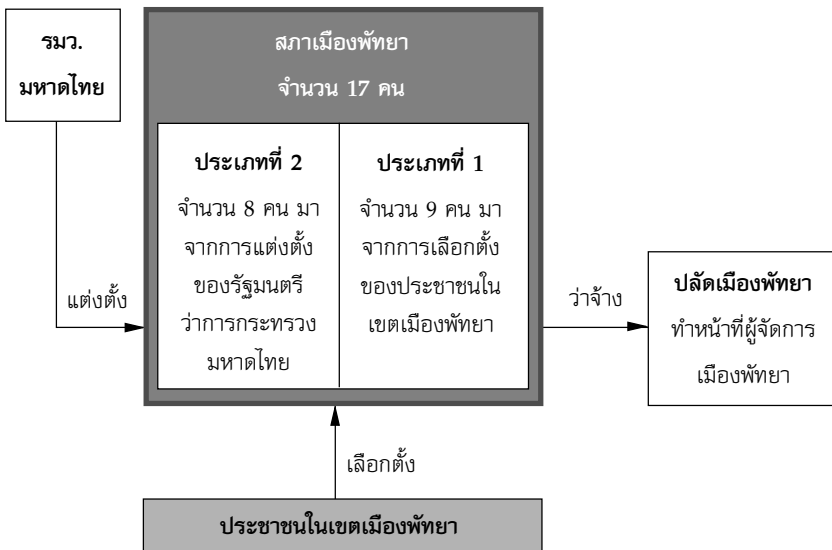 รมว.
มหาดไทย
สภาเมืองพัทยา
จำนวน 17 คน
ประเภทที่ 2
จำนวน 8 คน มา
จากการแต่งตั้ง
ของรัฐมนตรี
ว่าการกระทรวง
มหาดไทย
ประเภทที่ 1
จำนวน 9 คน มา
จากการเลือกตั้ง
ของประชาชนใน
เขตเมืองพัทยา
แต่งตั้ง
ว่าจ้าง
ปลัดเมืองพัทยา
ทำหน้าที่ผู้จัดการ
เมืองพัทยา
เลือกตั้ง
ประชาชนในเขตเมืองพัทยา